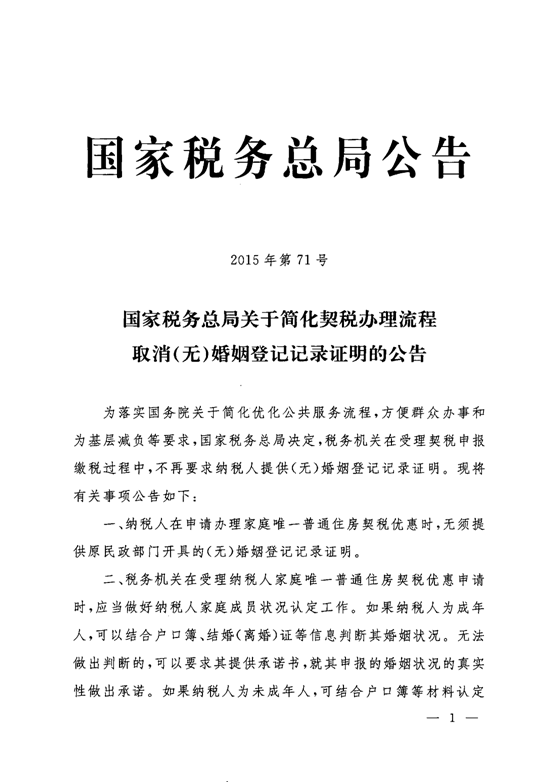 国家税务总局公告
2015年第71号
国家税务总局关于简化契税办理流程
取消(无)婚姻登记记录证明的公告
为落实国务院关于简化优化公共服务流程,方便群众办事和
为基层减负等要求,国家税务总局决定,税务机关在受理契税申报
缴税过程中,不再要求纳税人提供(无)婚姻登记记录证明。现将
有关事项公告如下:
一、纳税人在申请办理家庭唯一普通住房契税优惠时,无须提
供原民政部门开具的(无)婚姻登记记录证明。
二、税务机关在受理纳税人家庭唯一普通住房契税优惠申请
时,应当做好纳税人家庭成员状况认定工作。如果纳税人为成年
人,可以结合户口簿、结婚(离婚)证等信息判断其婚姻状况。无法
做出判断的,可以要求其提供承诺书,就其申报的婚姻状况的真实
性做出承诺。如果纳税人为未成年人,可结合户口簿等材料认定
— 1 —